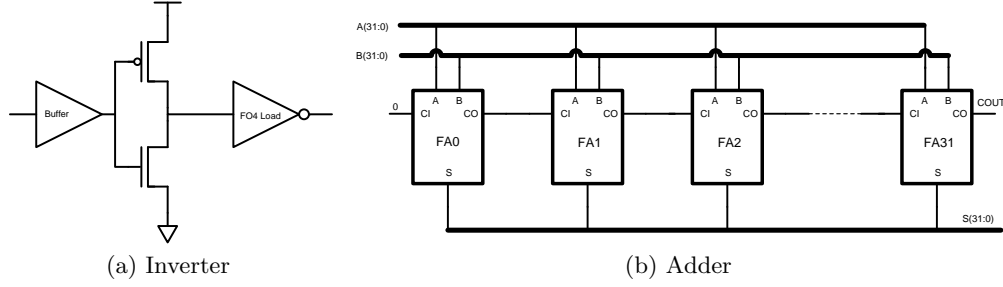 A(31:0)
B(31:0)
Buffer
FO4 Load
0
A B
CI CO
FA0
S
A B
CI CO
FA1
S
A B
CI CO
FA2
S
A B
CI CO
FA31
S
COUT
S(31:0)
(a) Inverter
(b) Adder